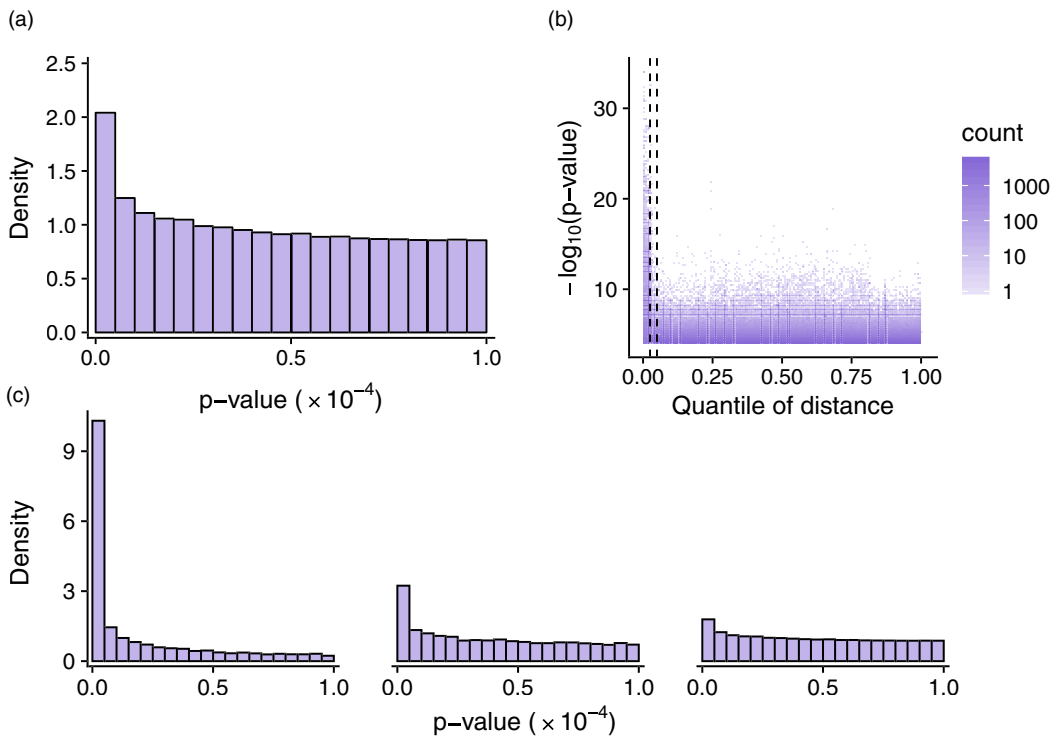 (a)
(b)
2.5
2.0
1.5
1.0
0.5
0.0
Density
0.0 0.5 1.0
p−value (×10−4)
30
20
10
−log10(p−value)
0.00 0.25 0.50 0.75 1.00
Quantile of distance
count
1000
100
10
1
(c)
9
6
3
0
Density
0.0 0.5 1.0 0.0 0.5 1.0 0.0 0.5 1.0
p−value (×10−4)